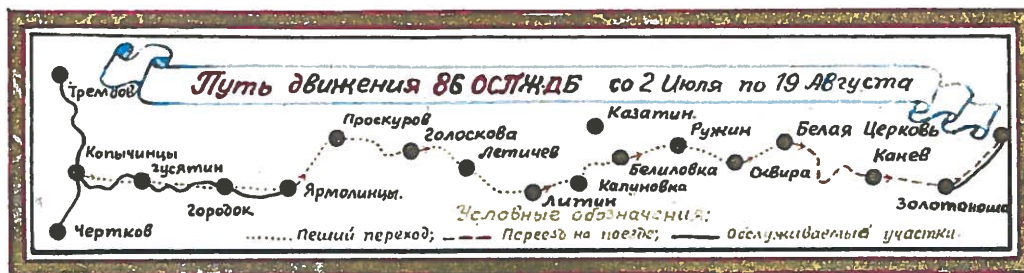 Путь движения 86 ОСПЖДБ со 2 Июля по 19 Августа
Трембов
Копычинцы
Гусятин
Чертков
Городок
Ярмолинцы.
Проскуров
Голоскова
Летичев
Литин
Казатин.
Калиновка
Белиловка
Ружин
Сквира
Белая Церковь
Канев
Золотоноша
Условные обозначения:
Пеший переход; Переезд на поезде; Обслуживаемые участки.